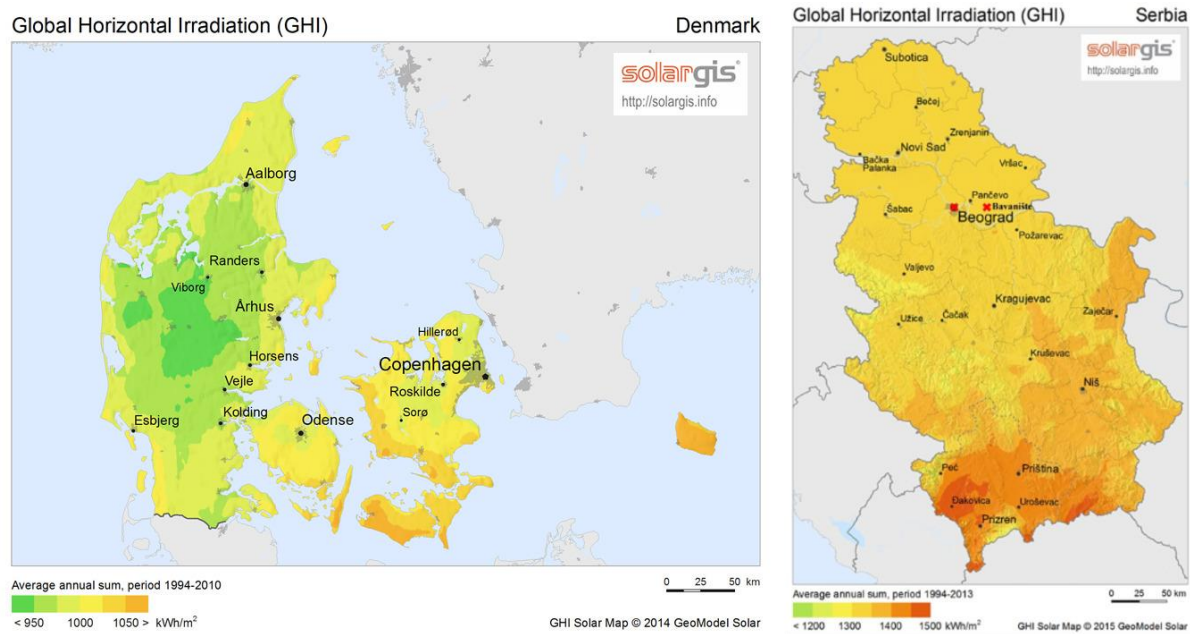 Global Horizontal Irradiation (GHI)
Denmark
solargis
http://solargis.info
Aalborg
Randers
Viborg
Århus
Hillerød
Horsens
Copenhagen
Vejle
Roskilde
Sorø
Esbjerg
Kolding
Odense
Average annual sum, period 1994-2010
0 25 50 km
< 950 1000 1050 > kWh/m²
GHI Solar Map © 2014 GeoModel Solar
Global Horizontal Irradiation (GHI)
Serbia
solargis
http://solargis.info
Subotica
Bečej
Zrenjanin
Novi Sad
Bačka
Palanka
Vršac
Pančevo
Šabac
Bavanište
Beograd
Požarevac
Valjevo
Kragujevac
Užice
Čačak
Zaječar
Kruševac
Niš
Peč
Priština
Đakovica
Uroševac
Prizren
Average annual sum, period 1994-2013
0 25 50 km
< 1200 1300 1400 1500 kWh/m²
GHI Solar Map © 2015 GeoModel Solar